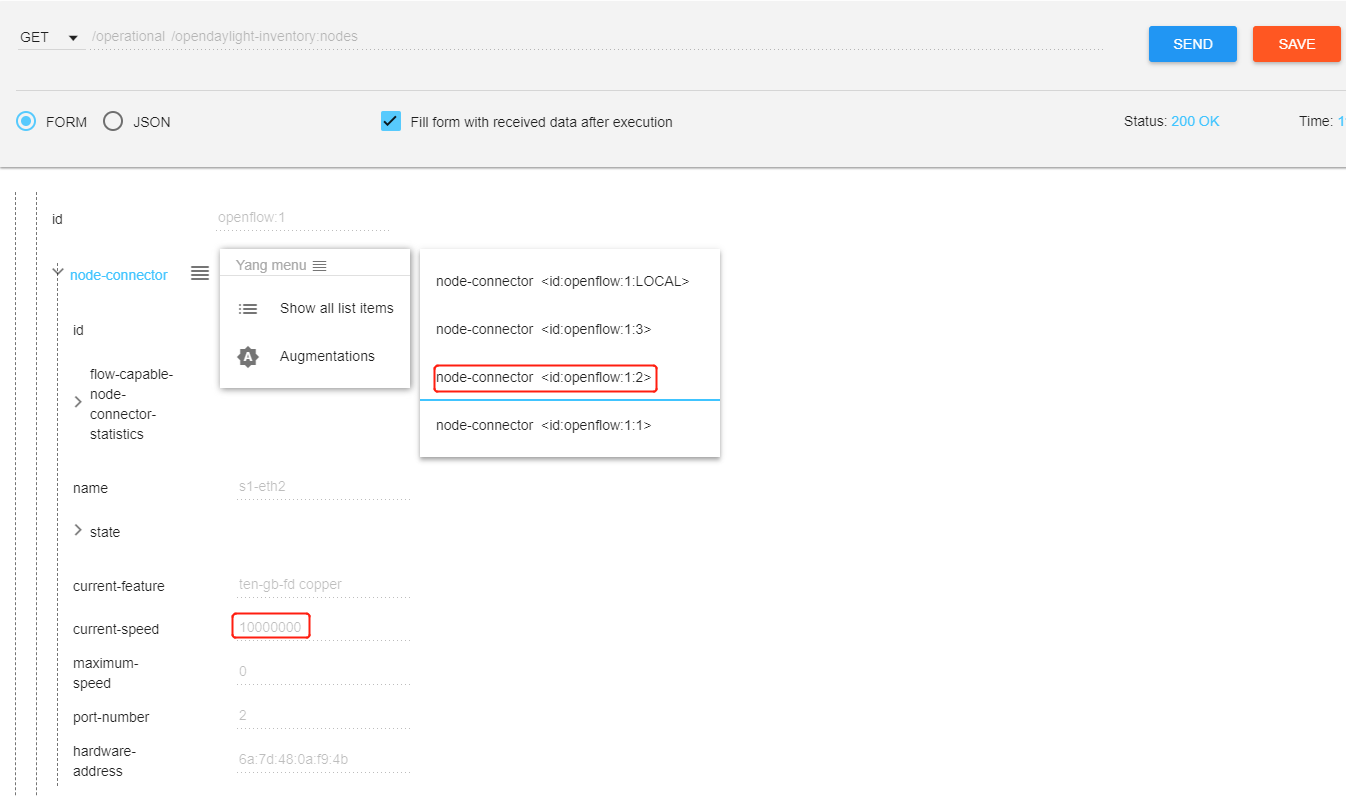 GET /operational /opendaylight-inventory:nodes SEND SAVE
FORM JSON Fill form with received data after execution Status: 200 OK Time:
id openflow:1
node-connector
Yang menu
Show all list items
A Augmentations
node-connector <id:openflow:1:LOCAL>
node-connector <id:openflow:1:3>
node-connector <id:openflow:1:2>
node-connector <id:openflow:1:1>
id
flow-capable-
node-
connector-
statistics
name s1-eth2
state
current-feature ten-gb-fd copper
current-speed 10000000
maximum-
speed 0
port-number 2
hardware-
address 6a:7d:48:0a:f9:4b